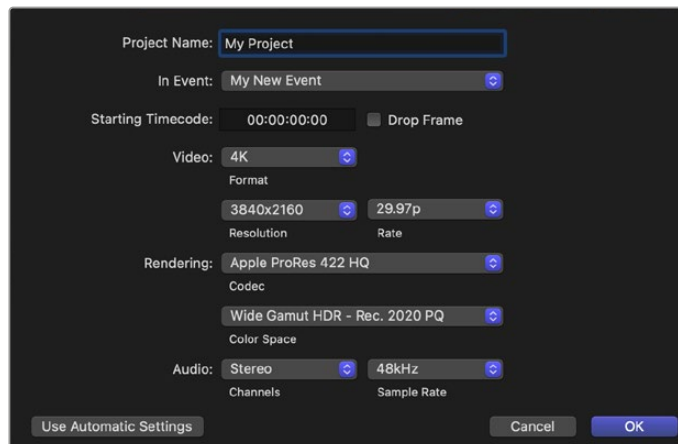 Project Name: My Project
In Event: My New Event
Starting Timecode: 00:00:00:00 Drop Frame
Video: 4K
Format
3840x2160 29.97p
Resolution Rate
Rendering: Apple ProRes 422 HQ
Codec
Wide Gamut HDR - Rec. 2020 PQ
Color Space
Audio: Stereo 48kHz
Channels Sample Rate
Use Automatic Settings Cancel OK